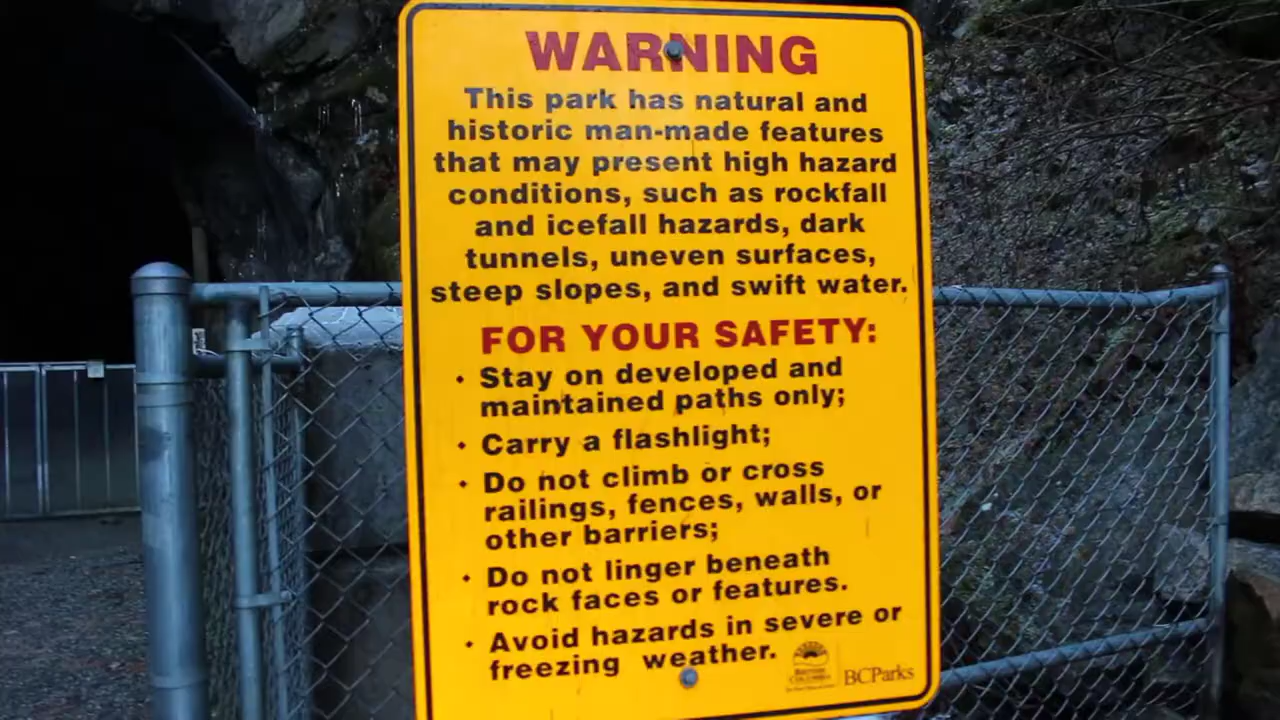 WARNING
This park has natural and
historic man-made features
that may present high hazard
conditions, such as rockfall
and icefall hazards, dark
tunnels, uneven surfaces,
steep slopes, and swift water.
FOR YOUR SAFETY:
• Stay on developed and
maintained paths only;
• Carry a flashlight;
• Do not climb or cross
railings, fences, walls, or
other barriers;
• Do not linger beneath
rock faces or features.
• Avoid hazards in severe or
freezing weather.
BRITISH
COLUMBIA
BCParks